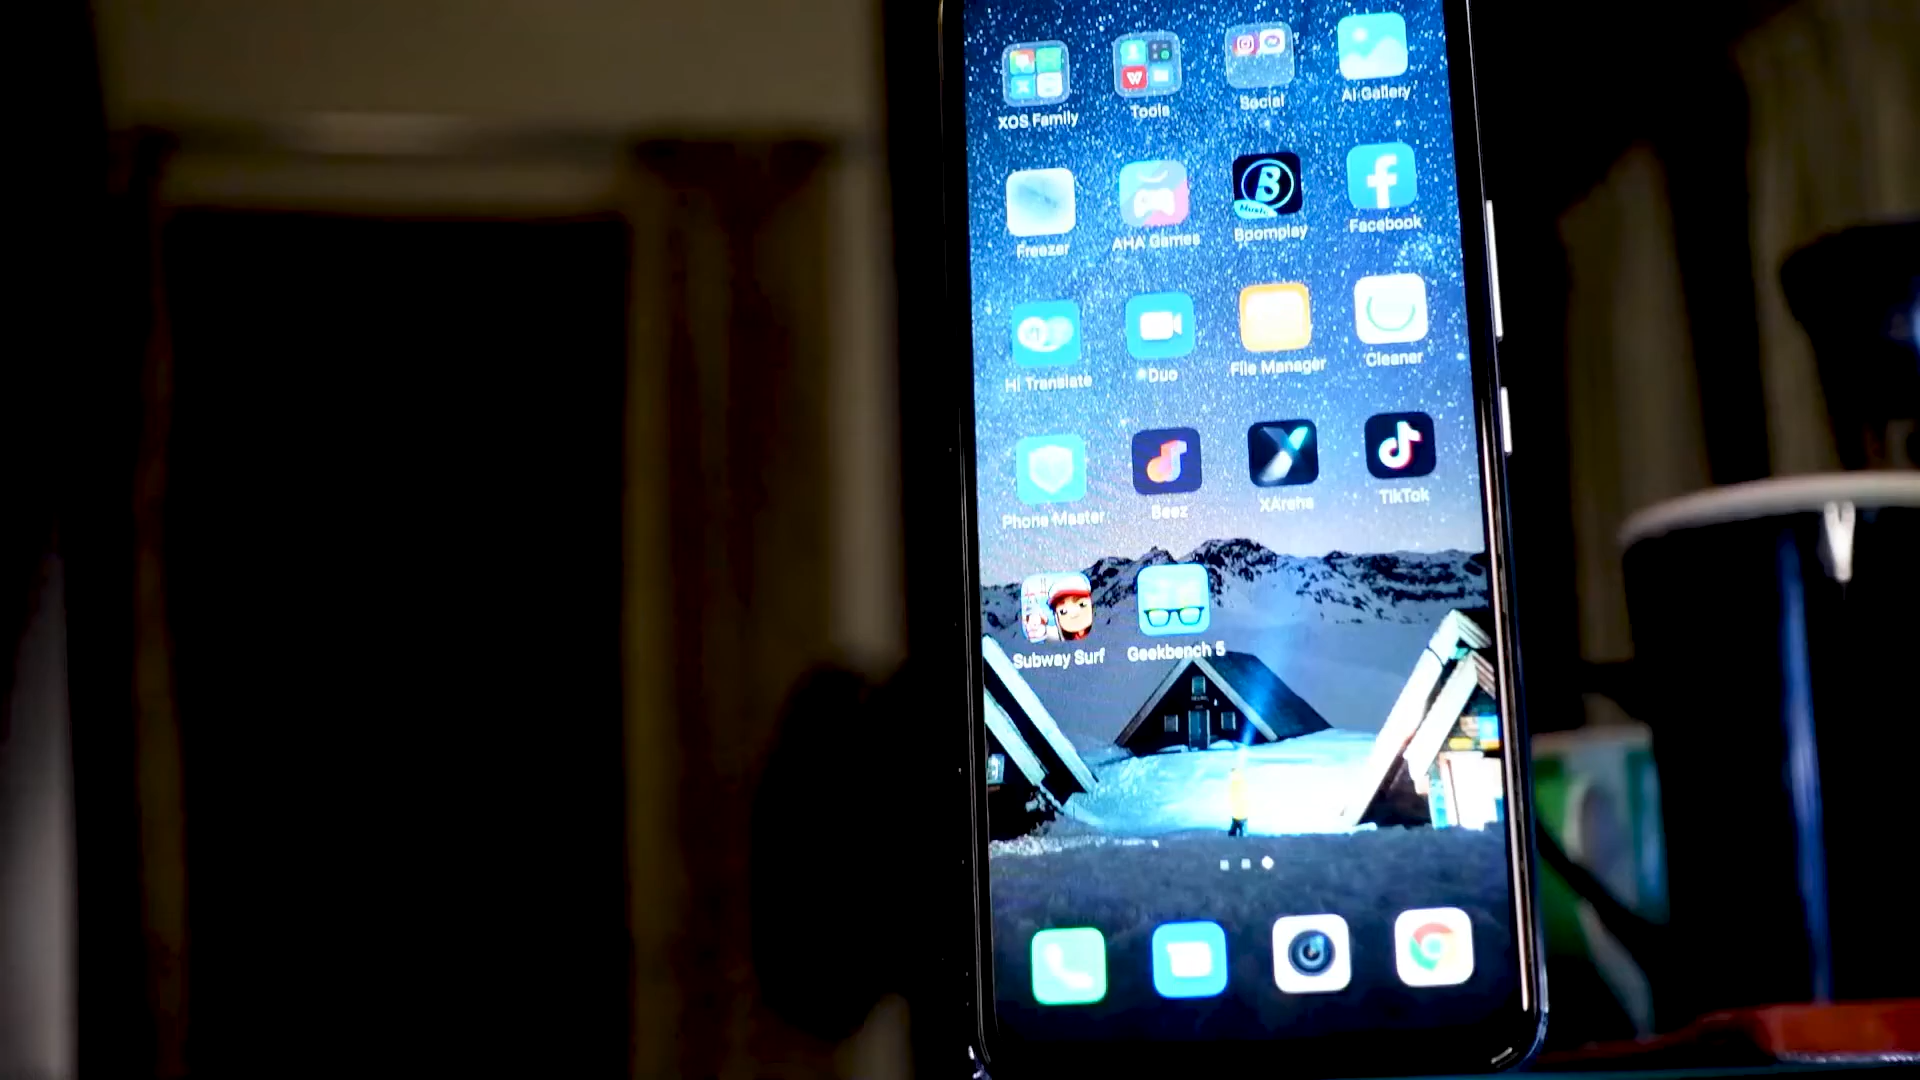 XOS Family Tools Social AI Gallery
Freezer AHA Games Boomplay Facebook
Hi Translate Duo File Manager Cleaner
Phone Master Beez XArena TikTok
Subway Surf Geekbench 5